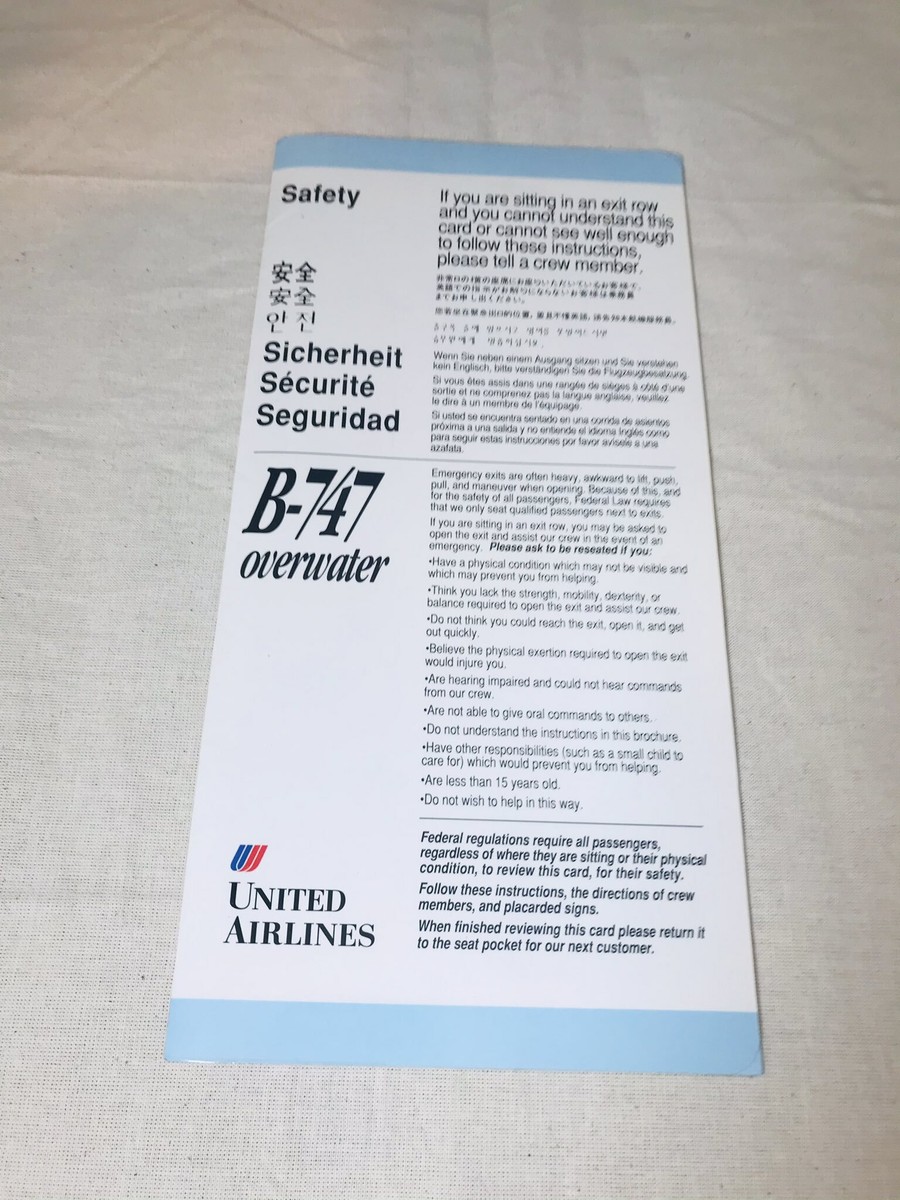 Safety
安全
安全
안전
Sicherheit
Sécurité
Seguridad
If you are sitting in an exit row
and you cannot understand this
card or cannot see well enough
to follow these instructions,
please tell a crew member.
Wenn Sie neben einem Ausgang sitzen und Sie verstehen
kein Englisch, bitte verständigen Sie die Flugzeugbesatzung.
Si vous êtes assis dans une rangée de sièges à côté d'une
sortie et ne comprenez pas la langue anglaise, veuillez
le dire à un membre de l'équipage.
Si usted se encuentra sentado en una corrida de asientos
próxima a una salida y no entiende el idioma Inglés como
para seguir estas instrucciones por favor avisele a una
azafata.
B-747
overwater
Emergency exits are often heavy, awkward to lift, push,
pull, and maneuver when opening. Because of this, and
for the safety of all passengers, Federal Law requires
that we only seat qualified passengers next to exits.
If you are sitting in an exit row, you may be asked to
open the exit and assist our crew in the event of an
emergency. Please ask to be reseated if you:
•Have a physical condition which may not be visible and
which may prevent you from helping.
•Think you lack the strength, mobility, dexterity, or
balance required to open the exit and assist our crew.
•Do not think you could reach the exit, open it, and get
out quickly.
•Believe the physical exertion required to open the exit
would injure you.
•Are hearing impaired and could not hear commands
from our crew.
•Are not able to give oral commands to others.
•Do not understand the instructions in this brochure.
•Have other responsibilities (such as a small child to
care for) which would prevent you from helping.
•Are less than 15 years old.
•Do not wish to help in this way.
UNITED
AIRLINES
Federal regulations require all passengers,
regardless of where they are sitting or their physical
condition, to review this card, for their safety.
Follow these instructions, the directions of crew
members, and placarded signs.
When finished reviewing this card please return it
to the seat pocket for our next customer.